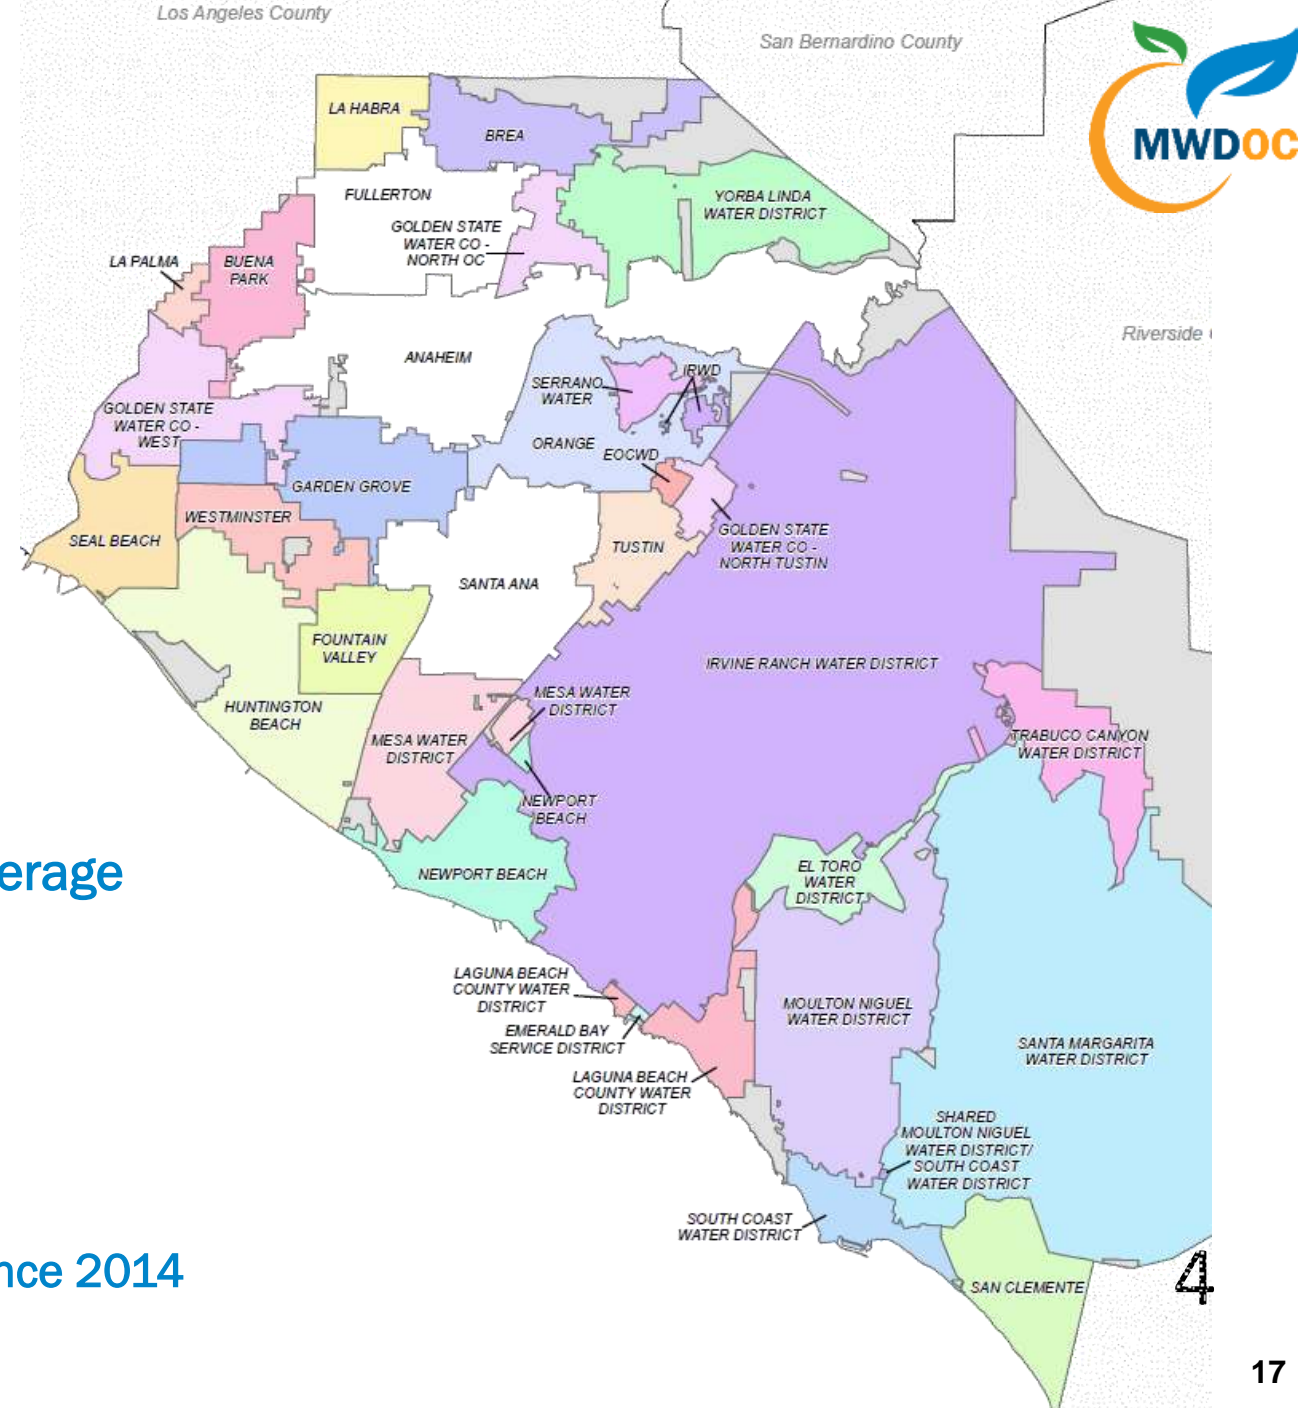 Los Angeles County
San Bernardino County
MWDOC
LA HABRA
BREA
FULLERTON
YORBA LINDA
WATER DISTRICT
GOLDEN STATE
WATER CO -
NORTH OC
LA PALMA
BUENA
PARK
Riverside
ANAHEIM
SERRANO
WATER
IRWD
GOLDEN STATE
WATER CO -
WEST
ORANGE
EOCWD
GARDEN GROVE
WESTMINSTER
SEAL BEACH
GOLDEN STATE
WATER CO -
NORTH TUSTIN
TUSTIN
SANTA ANA
FOUNTAIN
VALLEY
IRVINE RANCH WATER DISTRICT
HUNTINGTON
BEACH
MESA WATER
DISTRICT
MESA WATER
DISTRICT
TRABUCO CANYON
WATER DISTRICT
NEWPORT
BEACH
erage
NEWPORT BEACH
EL TORO
WATER
DISTRICT
LAGUNA BEACH
COUNTY WATER
DISTRICT
EMERALD BAY
SERVICE DISTRICT
MOULTON NIGUEL
WATER DISTRICT
SANTA MARGARITA
WATER DISTRICT
LAGUNA BEACH
COUNTY WATER
DISTRICT
SHARED
MOULTON NIGUEL
WATER DISTRICT/
SOUTH COAST
WATER DISTRICT
SOUTH COAST
WATER DISTRICT
nce 2014
SAN CLEMENTE
4
17